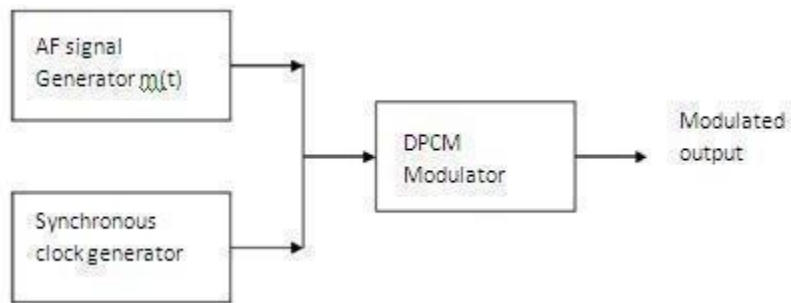 AF signal
Generator m(t)
DPCM
Modulator
Modulated
output
Synchronous
clock generator